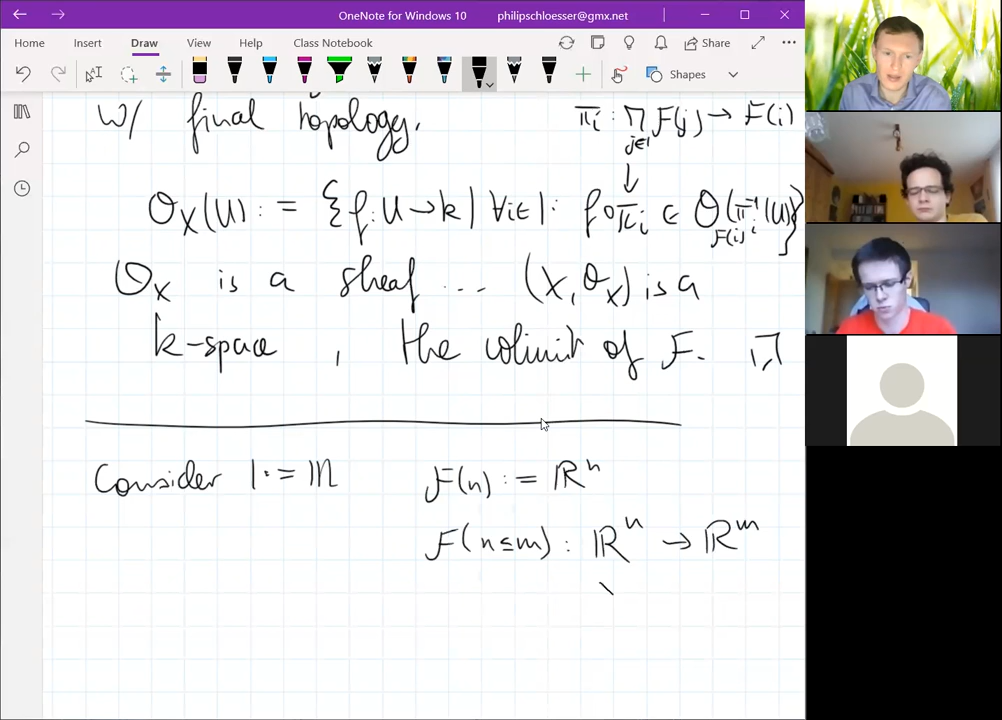 OneNote for Windows 10
philipschloesser@gmx.net
Home Insert Draw View Help Class Notebook Share
Shapes
w/ final topology.
πi : ∏ F(j) → F(i)
j∈I
↓
𝒪_X(U) := {f: U → k | ∀i∈I: f∘πi ∈ 𝒪_F(i)(πi⁻¹(U))}
𝒪_X is a sheaf ... (X, 𝒪_X) is a
k-space , the colimit of F.
Consider I := ℕ F(n) := ℝⁿ
F(n≤m) : ℝⁿ → ℝᵐ